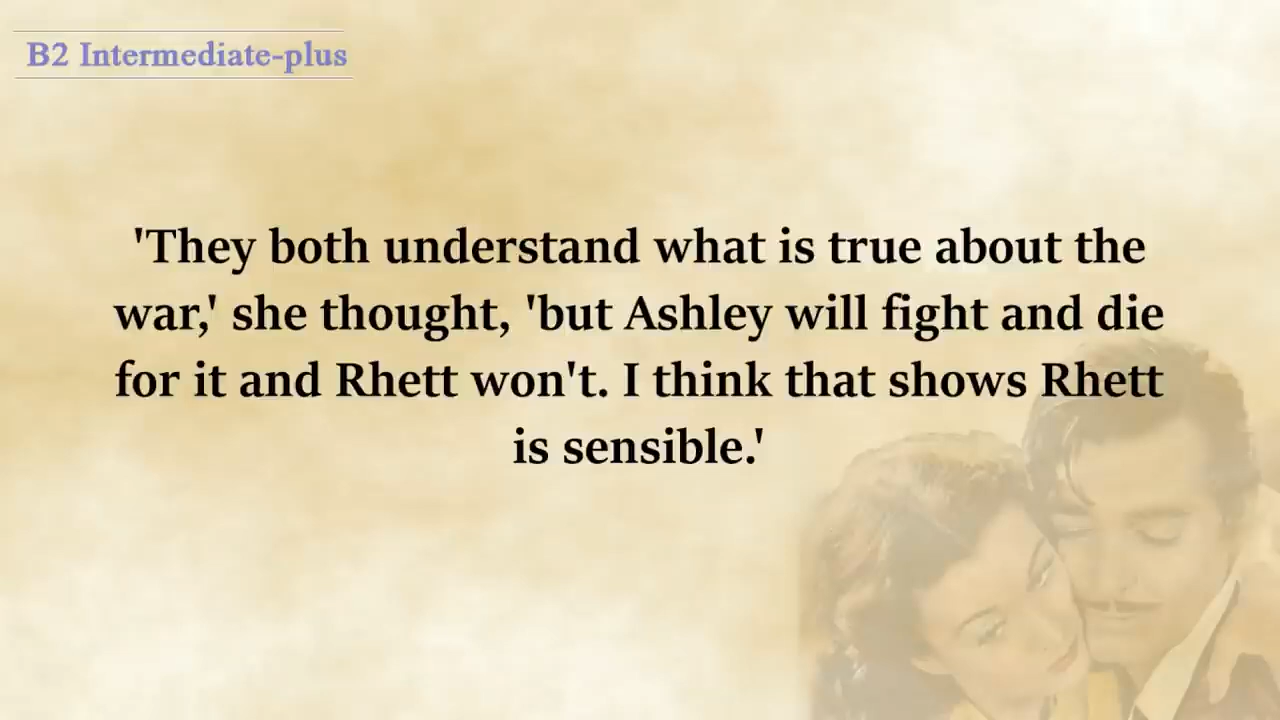 B2 Intermediate-plus
'They both understand what is true about the
war,' she thought, 'but Ashley will fight and die
for it and Rhett won't. I think that shows Rhett
is sensible.'